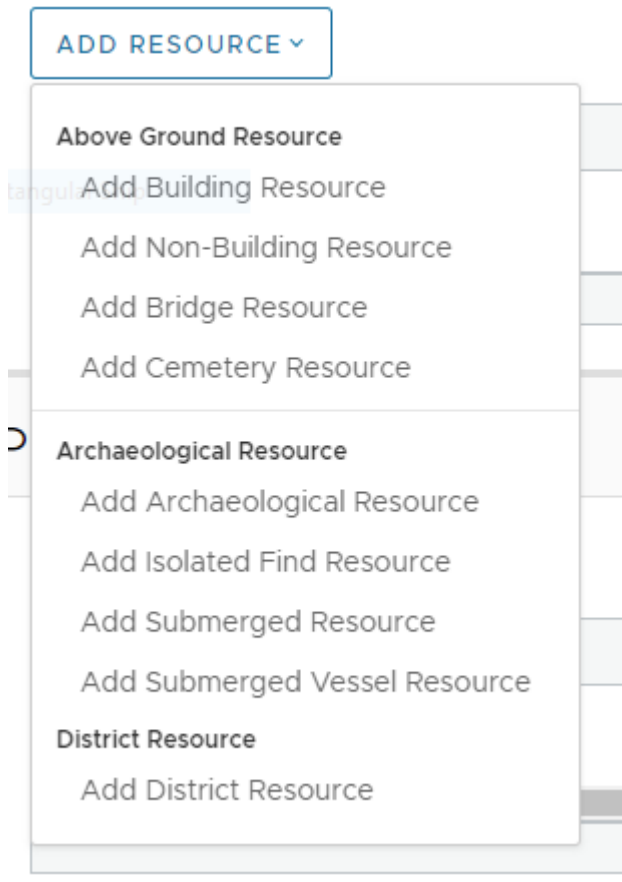 ADD RESOURCE
Above Ground Resource
Add Building Resource
Add Non-Building Resource
Add Bridge Resource
Add Cemetery Resource
Archaeological Resource
Add Archaeological Resource
Add Isolated Find Resource
Add Submerged Resource
Add Submerged Vessel Resource
District Resource
Add District Resource